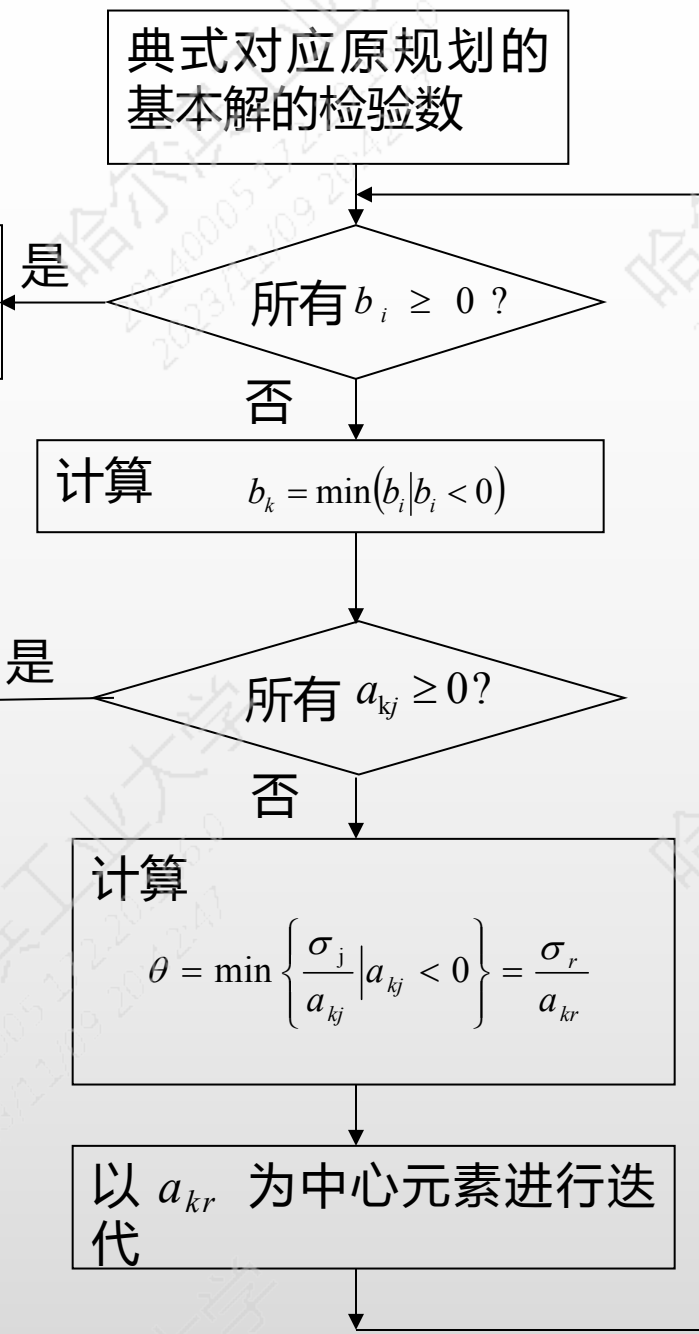 典式对应原规划的
基本解的检验数
是
所有 b_i ≥ 0 ?
否
计算 b_k = min(b_i|b_i < 0)
是
所有 a_kj ≥ 0?
否
计算
θ = min { σ_j / a_kj | a_kj < 0 } = σ_r / a_kr
以 a_kr 为中心元素进行迭
代